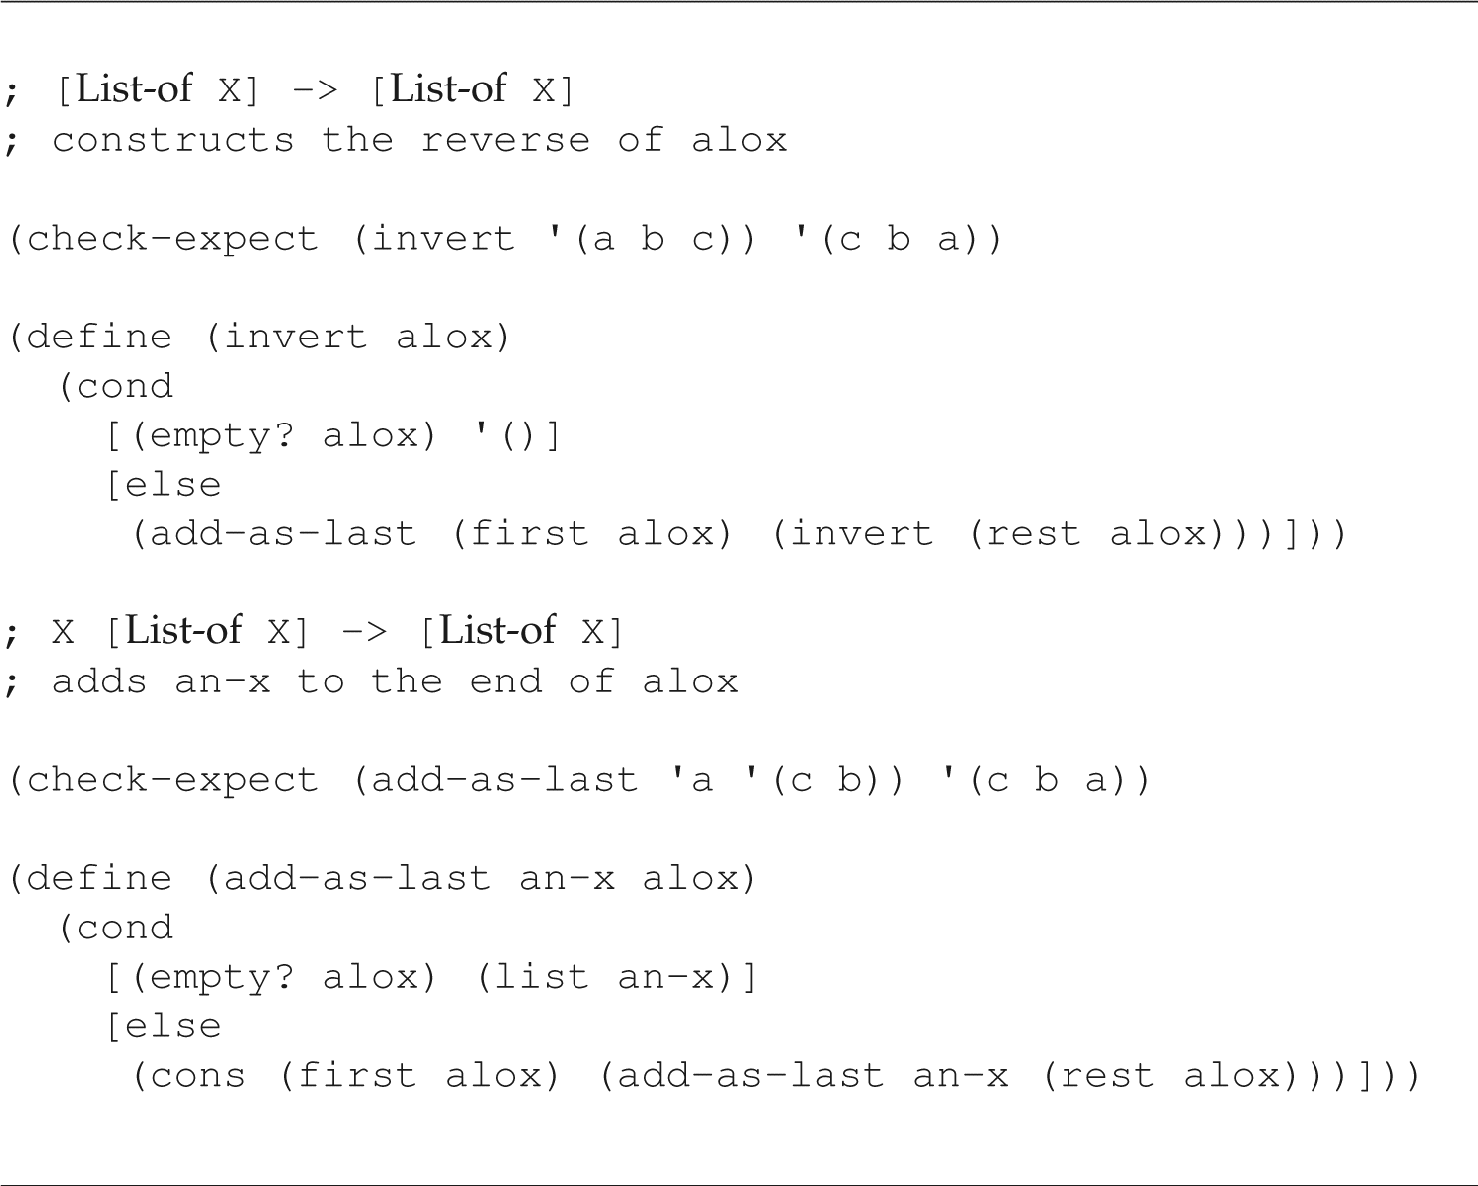 ; [List-of X] -> [List-of X]
; constructs the reverse of alox
(check-expect (invert '(a b c)) '(c b a))
(define (invert alox)
(cond
[(empty? alox) '()]
[else
(add-as-last (first alox) (invert (rest alox)))]))
; X [List-of X] -> [List-of X]
; adds an-x to the end of alox
(check-expect (add-as-last 'a '(c b)) '(c b a))
(define (add-as-last an-x alox)
(cond
[(empty? alox) (list an-x)]
[else
(cons (first alox) (add-as-last an-x (rest alox)))]))